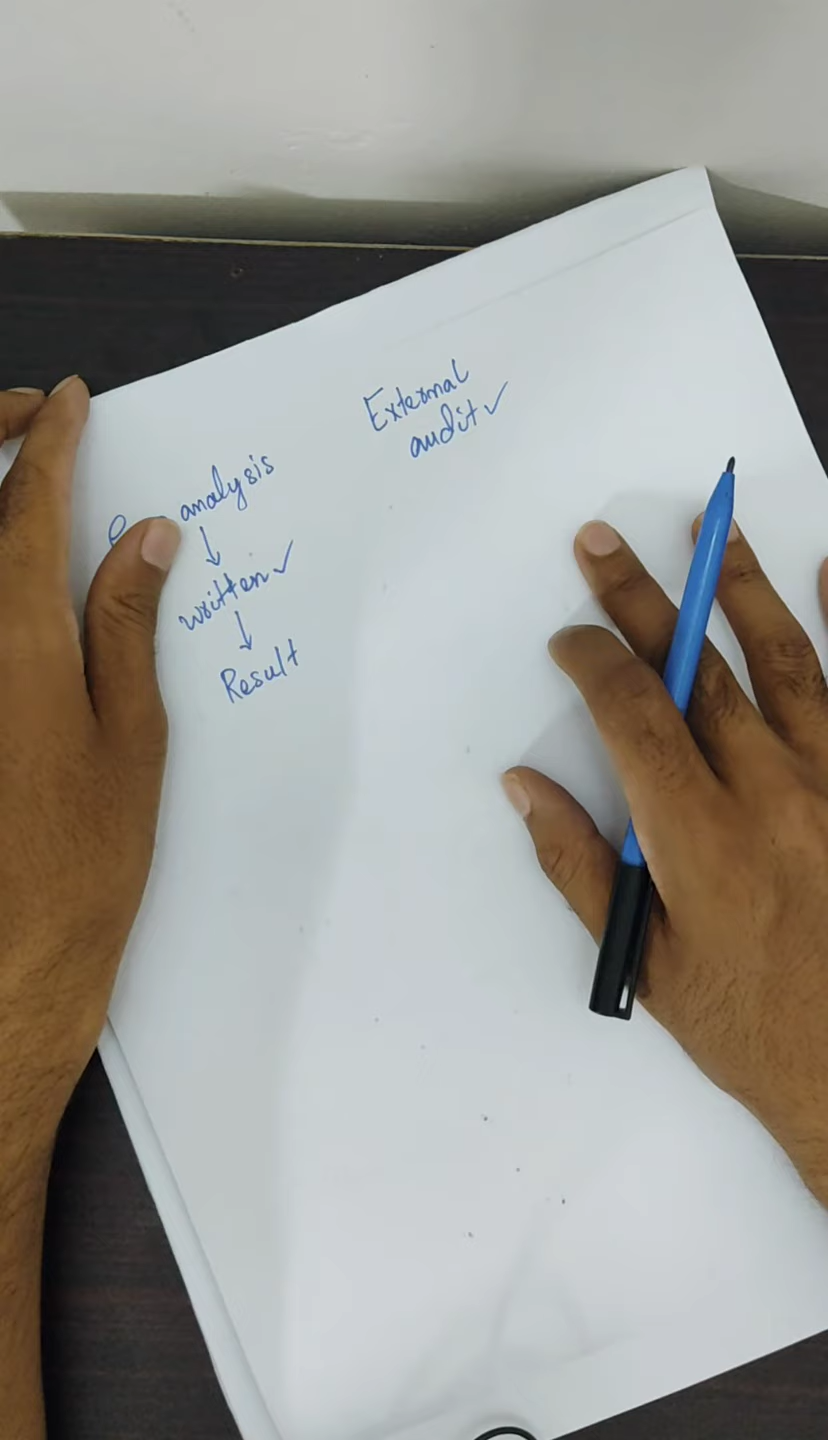 analysis
↓
written ✓
↓
Result
External
audit ✓